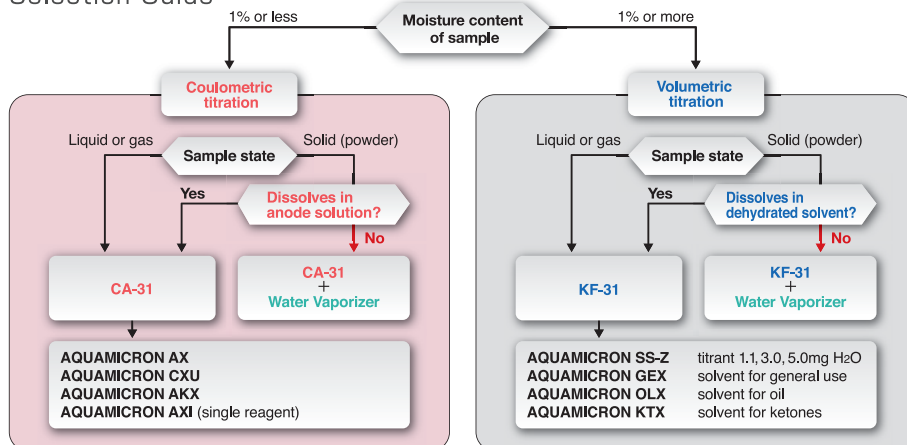 Selection Guide
1% or less
Moisture content
of sample
1% or more
Coulometric
titration
Liquid or gas
Sample state
Solid (powder)
Yes
Dissolves in
anode solution?
No
CA-31
CA-31
+
Water Vaporizer
AQUAMICRON AX
AQUAMICRON CXU
AQUAMICRON AKX
AQUAMICRON AXI (single reagent)
Volumetric
titration
Liquid or gas
Sample state
Solid (powder)
Yes
Dissolves in
dehydrated solvent?
No
KF-31
KF-31
+
Water Vaporizer
AQUAMICRON SS-Z titrant 1.1, 3.0, 5.0mg H2O
AQUAMICRON GEX solvent for general use
AQUAMICRON OLX solvent for oil
AQUAMICRON KTX solvent for ketones